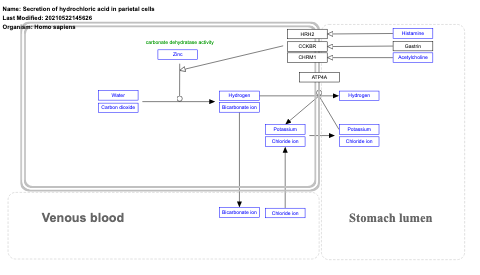 Name: Secretion of hydrochloric acid in parietal cells
Last Modified: 20210522145626
Organism: Homo sapiens
HRH2
Histamine
carbonate dehydratase activity
CCKBR
Gastrin
Zinc
CHRM1
Acetylcholine
ATP4A
Water
Hydrogen
Hydrogen
Carbon dioxide
Bicarbonate ion
Potassium
Potassium
Chloride ion
Chloride ion
Bicarbonate ion
Chloride ion
Venous blood
Stomach lumen